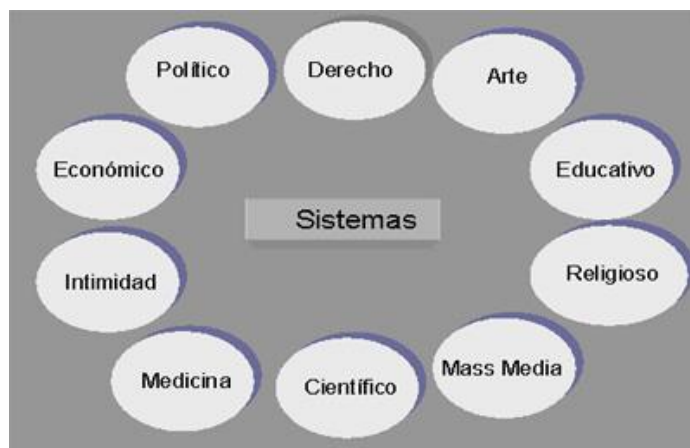 Político
Derecho
Arte
Económico
Educativo
Sistemas
Intimidad
Religioso
Medicina
Científico
Mass Media